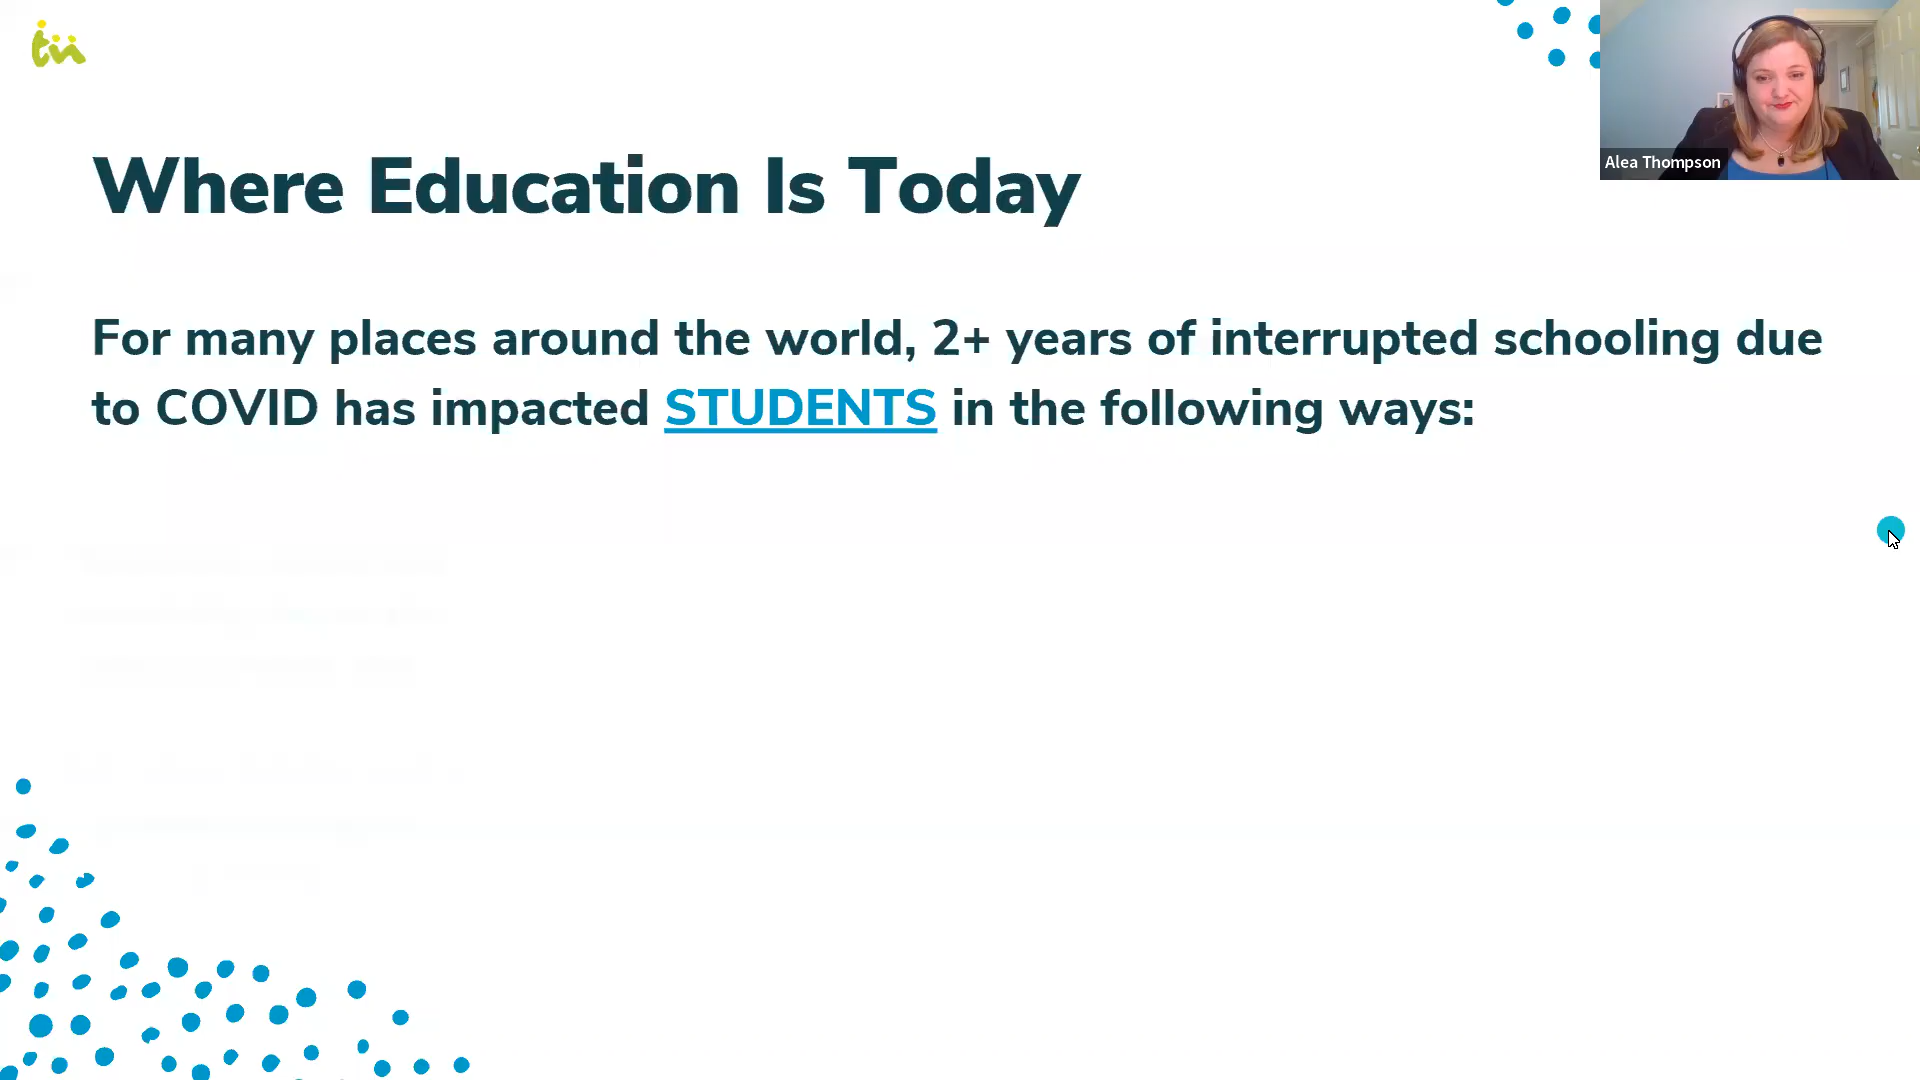 tii
Where Education Is Today
Alea Thompson
For many places around the world, 2+ years of interrupted schooling due
to COVID has impacted STUDENTS in the following ways: